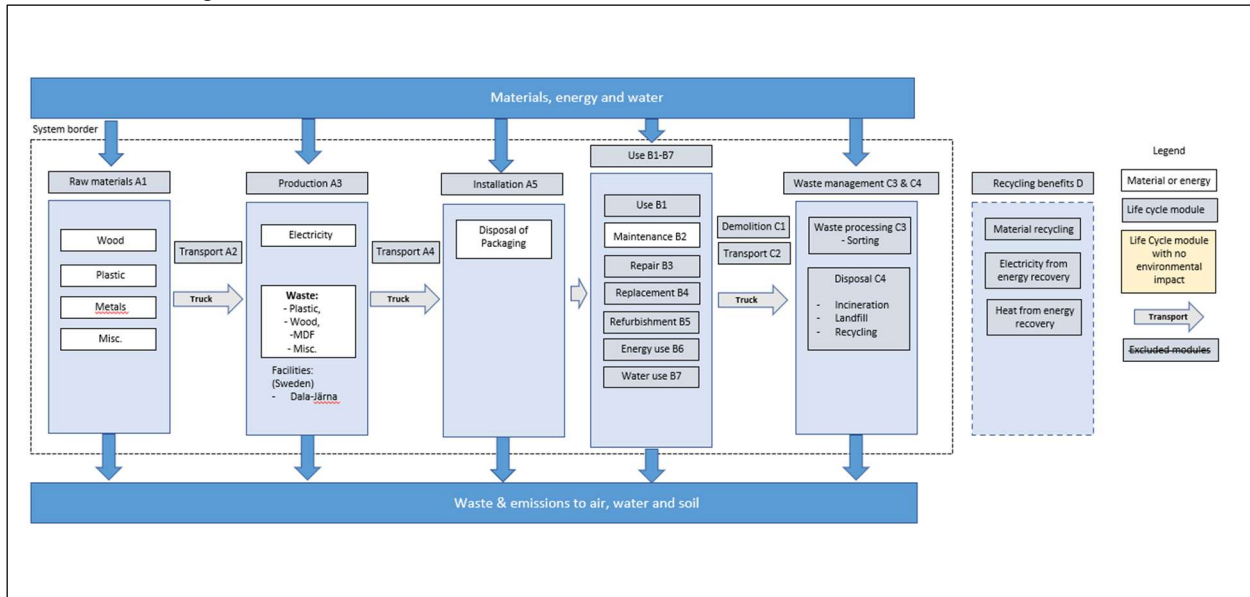 Materials, energy and water
System border
Raw materials A1
Wood
Plastic
Metals
Misc.
Transport A2
Truck
Production A3
Electricity
Waste:
- Plastic,
- Wood,
-MDF
- Misc.
Facilities:
(Sweden)
- Dala-Järna
Transport A4
Truck
Installation A5
Disposal of
Packaging
Use B1-B7
Use B1
Maintenance B2
Repair B3
Replacement B4
Refurbishment B5
Energy use B6
Water use B7
Demolition C1
Transport C2
Truck
Waste management C3 & C4
Waste processing C3
- Sorting
Disposal C4
- Incineration
- Landfill
- Recycling
Recycling benefits D
Material recycling
Electricity from
energy recovery
Heat from energy
recovery
Legend
Material or energy
Life cycle module
Life Cycle module
with no
environmental
impact
Transport
Excluded modules
Waste & emissions to air, water and soil